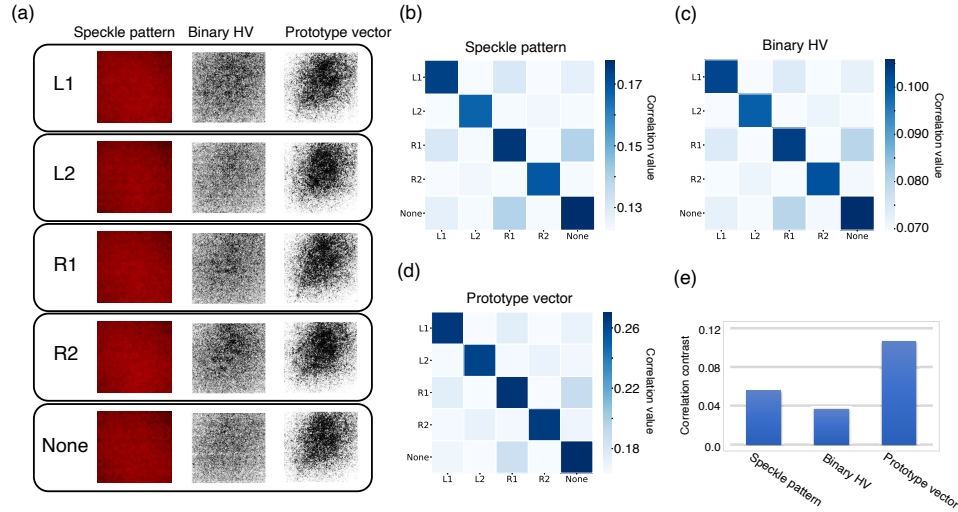 (a)
Speckle pattern Binary HV Prototype vector
L1
L2
R1
R2
None
(b)
Speckle pattern
L1
L2
R1
R2
None
L1 L2 R1 R2 None
0.17
0.15
0.13
Correlation value
(c)
Binary HV
L1
L2
R1
R2
None
L1 L2 R1 R2 None
0.100
0.090
0.080
0.070
Correlation value
(d)
Prototype vector
L1
L2
R1
R2
None
L1 L2 R1 R2 None
0.26
0.22
0.18
Correlation value
(e)
Correlation contrast
0.12
0.08
0.04
0.0
Speckle pattern
Binary HV
Prototype vector